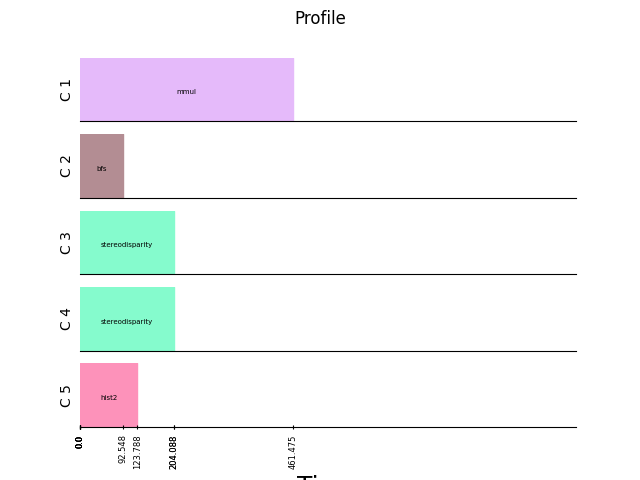 Profile
C 1
mmul
C 2
bfs
C 3
stereodisparity
C 4
stereodisparity
C 5
hist2
0.0
92.548
123.788
204.088
461.475